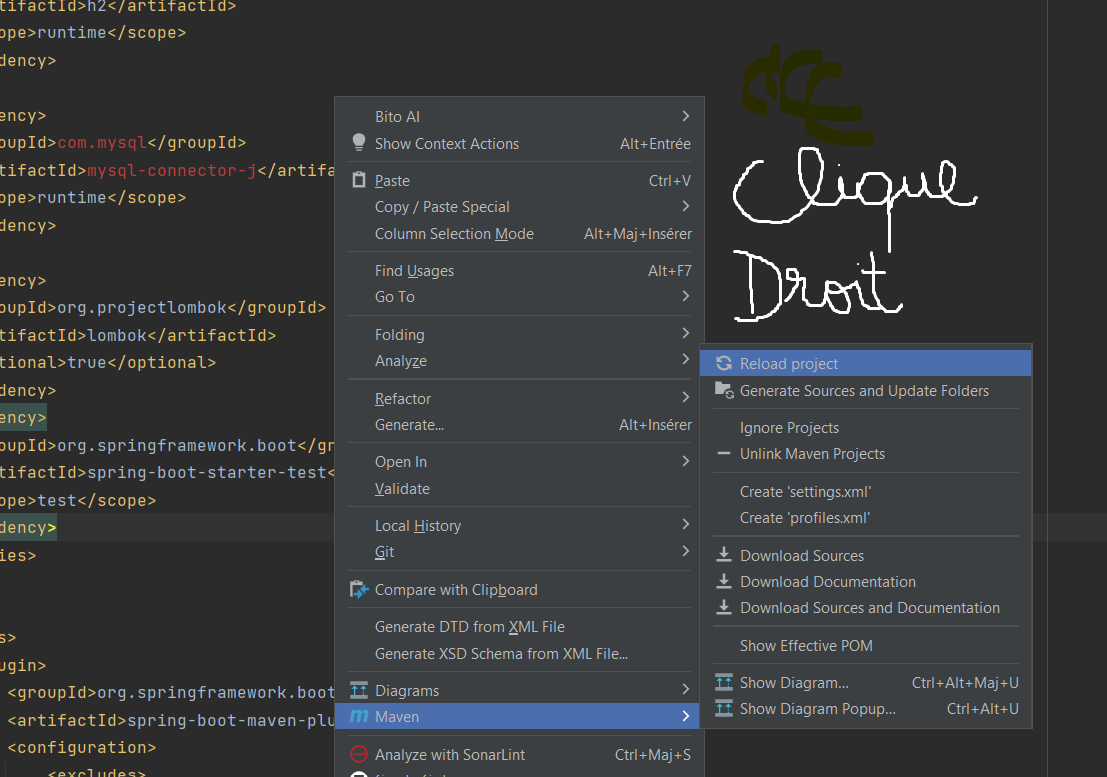 tifactId>h2</artifactId>
ope>runtime</scope>
dency>
ency>
oupId>com.mysql</groupId>
tifactId>mysql-connector-j</artifa
ope>runtime</scope>
dency>
ency>
oupId>org.projectlombok</groupId>
tifactId>lombok</artifactId>
tional>true</optional>
dency>
ency>
oupId>org.springframework.boot</gr
tifactId>spring-boot-starter-test<
ope>test</scope>
dency>
ies>
s>
ugin>
<groupId>org.springframework.boot
<artifactId>spring-boot-maven-plu
<configuration>
<excludes>
Bito AI
Show Context Actions Alt+Entrée
Paste Ctrl+V
Copy / Paste Special
Column Selection Mode Alt+Maj+Insérer
Find Usages Alt+F7
Go To
Folding
Analyze
Refactor
Generate... Alt+Insérer
Open In
Validate
Local History
Git
Compare with Clipboard
Generate DTD from XML File
Generate XSD Schema from XML File...
Diagrams
Maven
Analyze with SonarLint Ctrl+Maj+S
Clique
Droit
Reload project
Generate Sources and Update Folders
Ignore Projects
Unlink Maven Projects
Create 'settings.xml'
Create 'profiles.xml'
Download Sources
Download Documentation
Download Sources and Documentation
Show Effective POM
Show Diagram... Ctrl+Alt+Maj+U
Show Diagram Popup... Ctrl+Alt+U